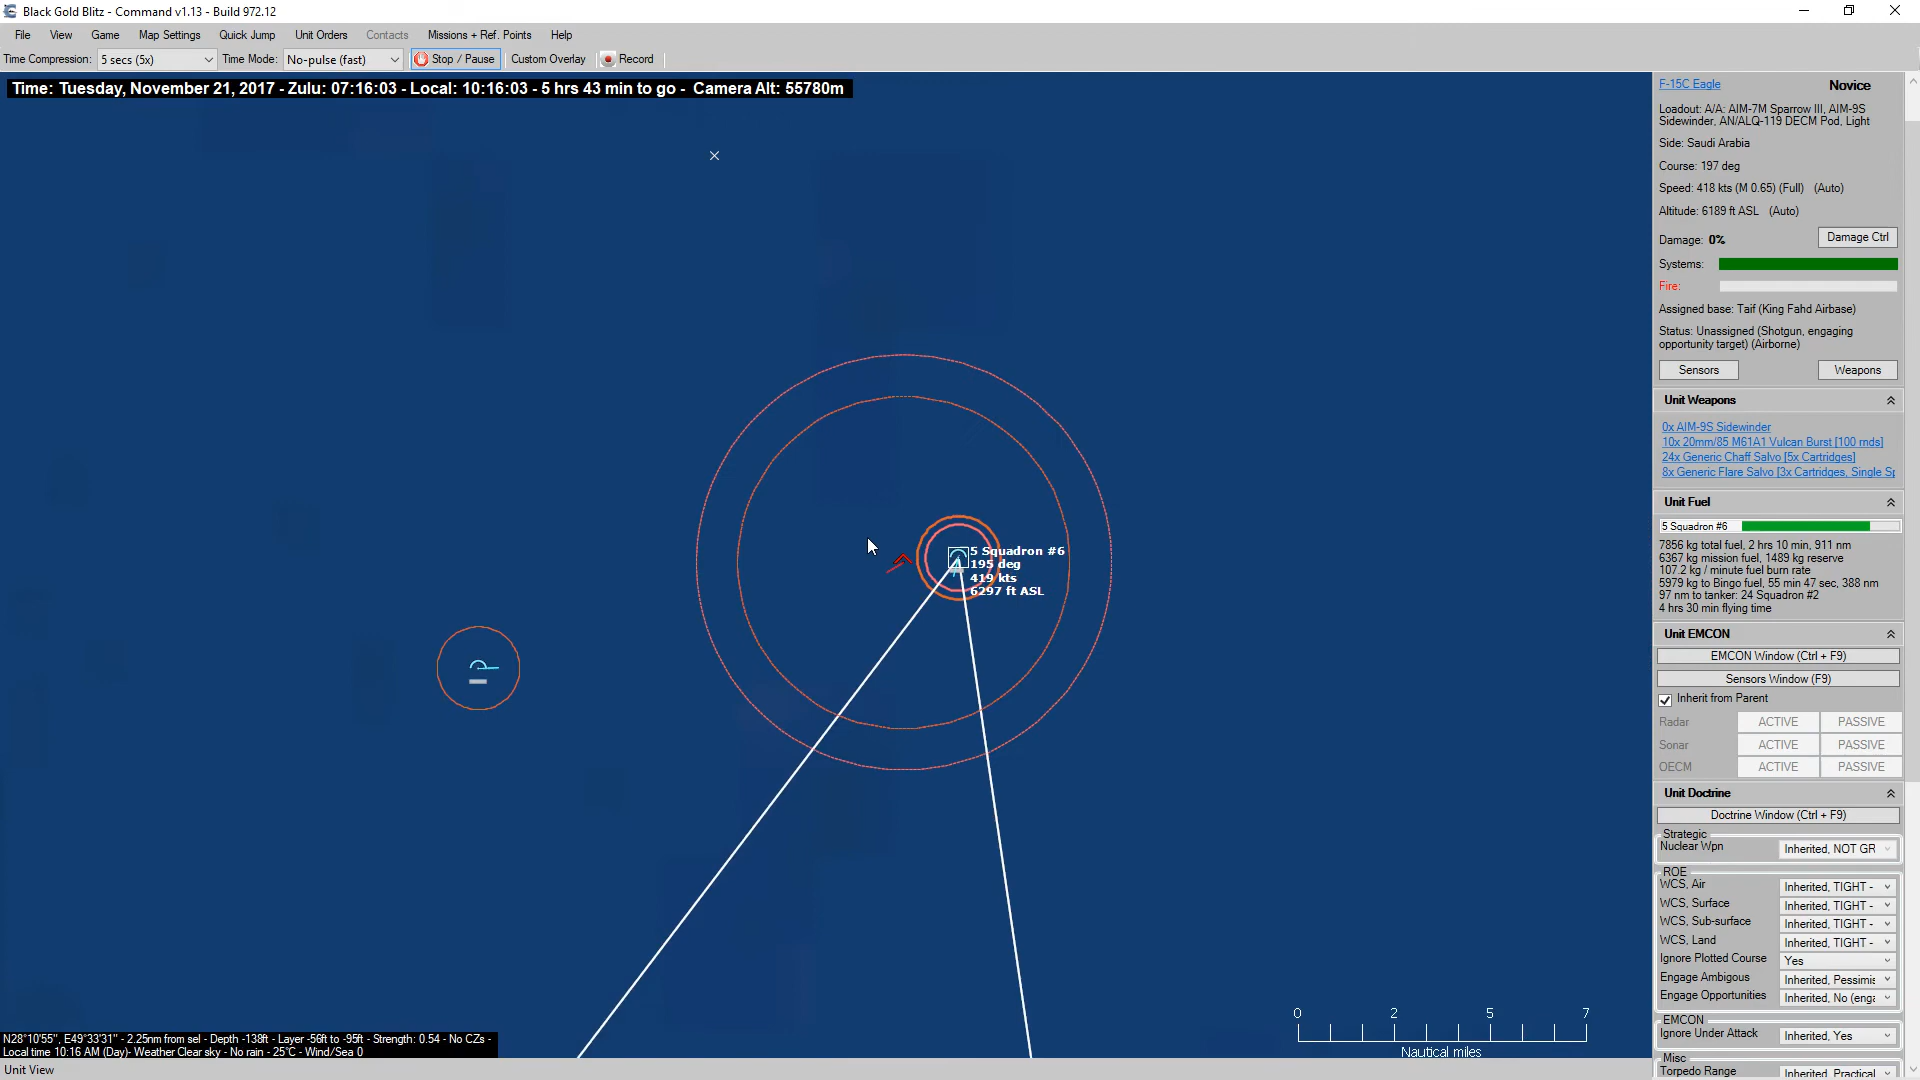 Black Gold Blitz - Command v1.13 - Build 972.12
File View Game Map Settings Quick Jump Unit Orders Contacts Missions + Ref. Points Help
Time Compression: 5 secs (5x) Time Mode: No-pulse (fast) Stop / Pause Custom Overlay Record
Time: Tuesday, November 21, 2017 - Zulu: 07:16:03 - Local: 10:16:03 - 5 hrs 43 min to go - Camera Alt: 55780m
5 Squadron #6
195 deg
419 kts
6297 ft ASL
0 2 5 7
Nautical miles
N28°10'55", E49°33'31" - 2.25nm from sel - Depth -138ft - Layer -56ft to -95ft - Strength: 0.54 - No CZs -
Local time 10:16 AM (Day)- Weather Clear sky - No rain - 25°C - Wind/Sea 0
Unit View
F-15C Eagle Novice
Loadout: A/A: AIM-7M Sparrow III, AIM-9S
Sidewinder, AN/ALQ-119 DECM Pod, Light
Side: Saudi Arabia
Course: 197 deg
Speed: 418 kts (M 0.65) (Full) (Auto)
Altitude: 6189 ft ASL (Auto)
Damage: 0% Damage Ctrl
Systems:
Fire:
Assigned base: Taif (King Fahd Airbase)
Status: Unassigned (Shotgun, engaging
opportunity target) (Airborne)
Sensors Weapons
Unit Weapons
0x AIM-9S Sidewinder
10x 20mm/85 M61A1 Vulcan Burst [100 rnds]
24x Generic Chaff Salvo [5x Cartridges]
8x Generic Flare Salvo [3x Cartridges, Single Sp
Unit Fuel
5 Squadron #6
7856 kg total fuel, 2 hrs 10 min, 911 nm
6367 kg mission fuel, 1489 kg reserve
107.2 kg / minute fuel burn rate
5979 kg to Bingo fuel, 55 min 47 sec, 388 nm
97 nm to tanker: 24 Squadron #2
4 hrs 30 min flying time
Unit EMCON
EMCON Window (Ctrl + F9)
Sensors Window (F9)
Inherit from Parent
Radar ACTIVE PASSIVE
Sonar ACTIVE PASSIVE
OECM ACTIVE PASSIVE
Unit Doctrine
Doctrine Window (Ctrl + F9)
Strategic
Nuclear Wpn Inherited, NOT GR
ROE
WCS, Air Inherited, TIGHT -
WCS, Surface Inherited, TIGHT -
WCS, Sub-surface Inherited, TIGHT -
WCS, Land Inherited, TIGHT -
Ignore Plotted Course Yes
Engage Ambigous Inherited, Pessimis
Engage Opportunities Inherited, No (enga
EMCON
Ignore Under Attack Inherited, Yes
Misc
Torpedo Range Inherited, Practical